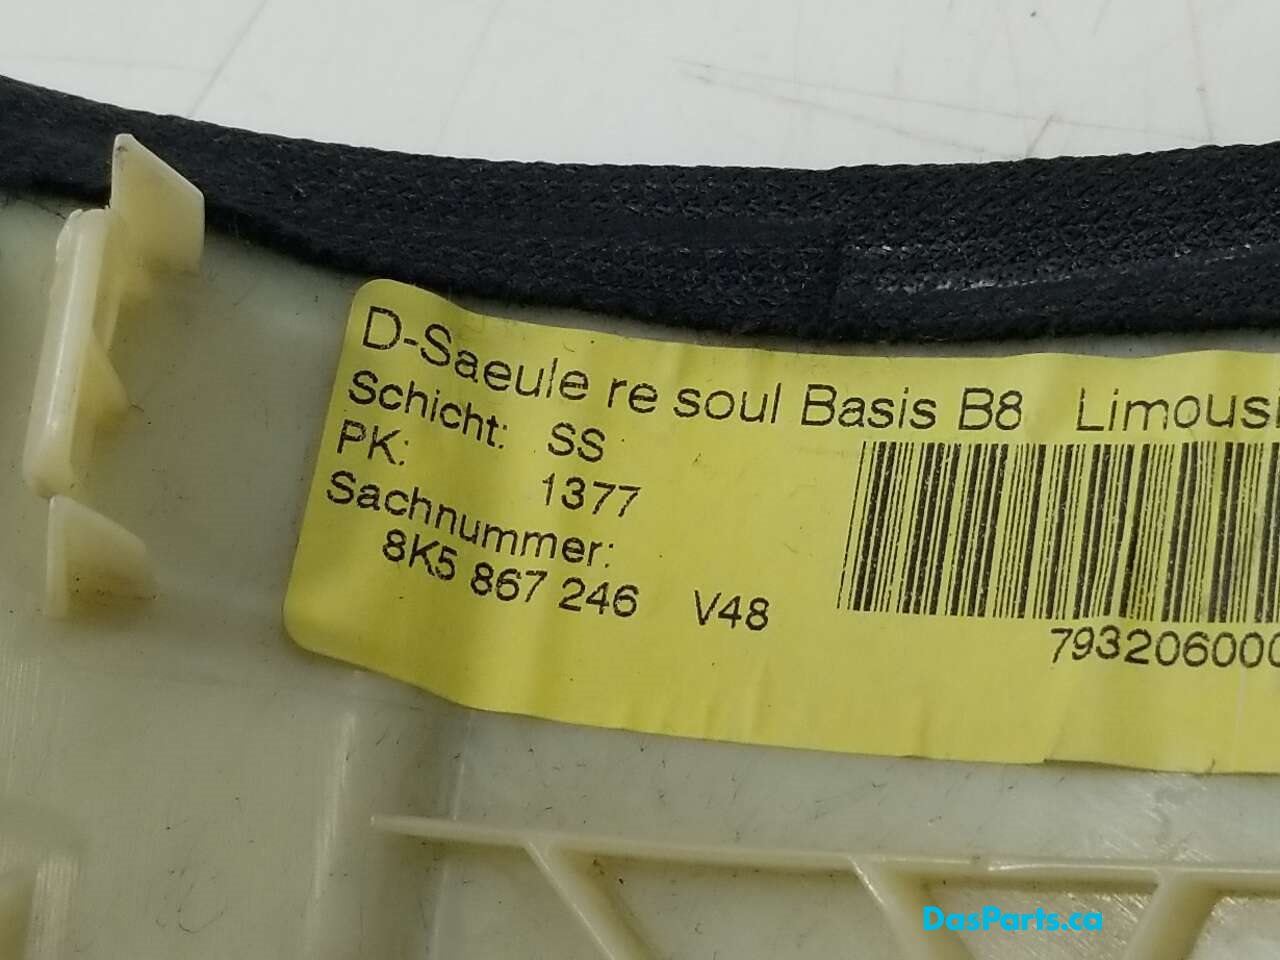 D-Saeule re soul Basis B8 Limousi
Schicht: SS
PK: 1377
Sachnummer:
8K5 867 246 V48
793206000
DasParts.ca